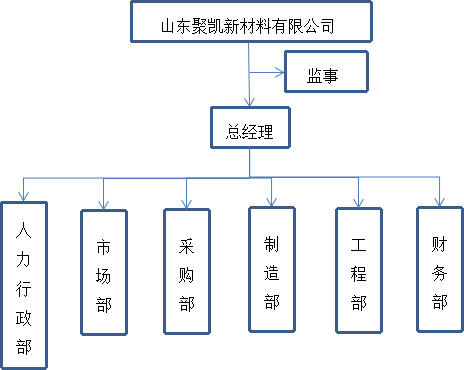 山东聚凯新材料有限公司
监事
总经理
人力行政部
市场部
采购部
制造部
工程部
财务部